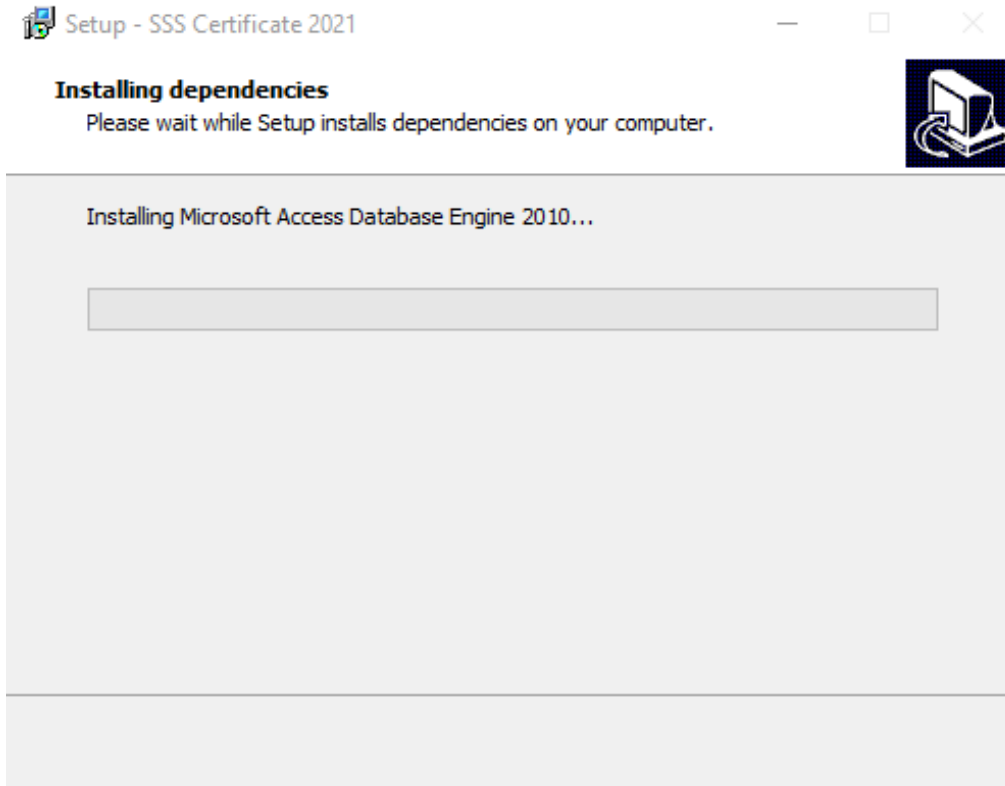 Setup - SSS Certificate 2021
Installing dependencies
Please wait while Setup installs dependencies on your computer.
Installing Microsoft Access Database Engine 2010...